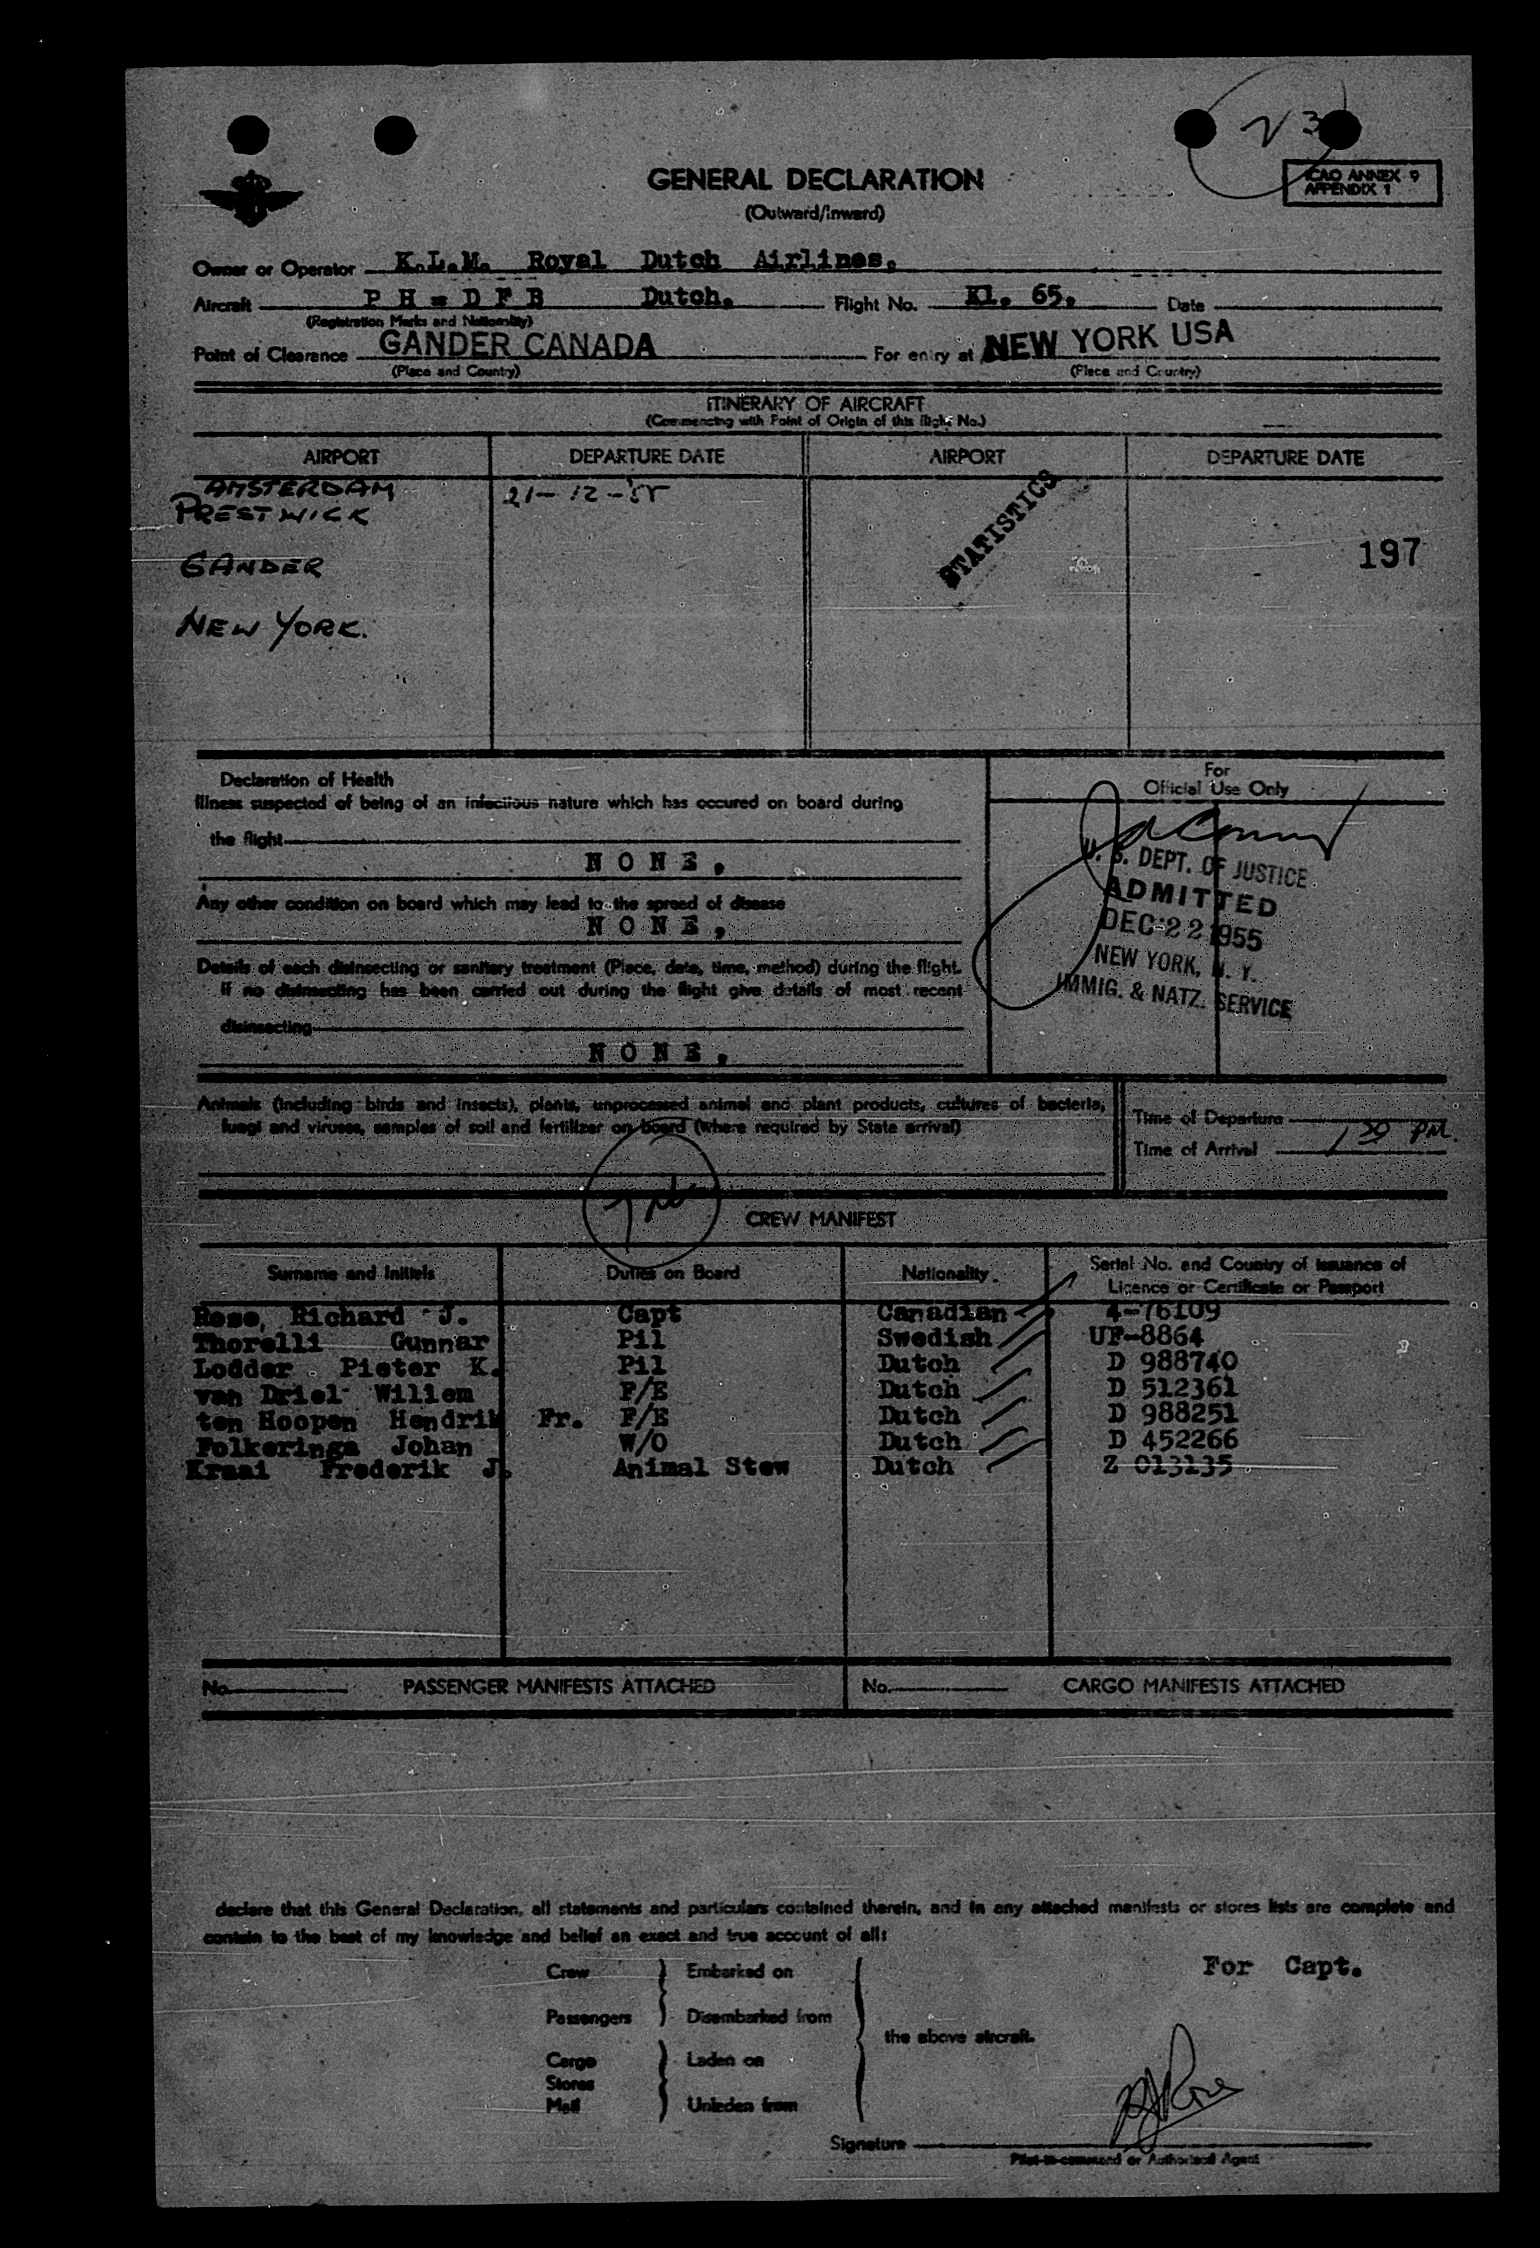 GENERAL DECLARATION
(Outward/Inward)
ICAO ANNEX 9
APPENDIX 1
Owner or Operator K.L.M. Royal Dutch Airlines.
Aircraft P H = D F B Dutch. Flight No. Kl. 65. Date
(Registration Marks and Nationality)
Point of Clearance GANDER CANADA For entry at NEW YORK USA
(Place and Country) (Place and Country)
ITINERARY OF AIRCRAFT
(Commencing with Point of Origin of this flight No.)
AIRPORT DEPARTURE DATE AIRPORT DEPARTURE DATE
AMSTERDAM 21-12-'55
PRESTWICK
STATISTICS
197
GANDER
NEW YORK.
Declaration of Health
Illness suspected of being of an infectious nature which has occured on board during
the flight
NONE.
Any other condition on board which may lead to the spread of disease
NONE.
Details of each disinsecting or sanitary treatment (Place, date, time, method) during the flight.
If no disinsecting has been carried out during the flight give details of most recent
disinsecting
NONE.
For
Official Use Only
U. S. DEPT. OF JUSTICE
ADMITTED
DEC 22 1955
NEW YORK, N. Y.
IMMIG. & NATZ. SERVICE
Animals (including birds and insects), plants, unprocessed animal and plant products, cultures of bacteria,
fungi and viruses, samples of soil and fertilizer on board (where required by State arrival)
Time of Departure
Time of Arrival 1 30 PM.
CREW MANIFEST
Surname and Initials Duties on Board Nationality Serial No. and Country of Issuance of
Licence or Certificate or Passport
Rose, Richard J. Capt Canadian 4-76109
Thorelli Gunnar Pil Swedish UF-8864
Lodder Pieter K. Pil Dutch D 988740
van Driel Willem F/E Dutch D 512361
ten Hoopen Hendrik Fr. F/E Dutch D 988251
Folkeringa Johan W/O Dutch D 452266
Kraai Frederik J. Animal Stew Dutch Z 013135
No. PASSENGER MANIFESTS ATTACHED No. CARGO MANIFESTS ATTACHED
declare that this General Declaration, all statements and particulars contained therein, and in any attached manifests or stores lists are complete and
contain to the best of my knowledge and belief an exact and true account of all:
For Capt.
Crew Embarked on
Passengers Disembarked from
the above aircraft.
Cargo Laden on
Stores
Mail Unladen from
Signature
Pilot-in-command or Authorised Agent